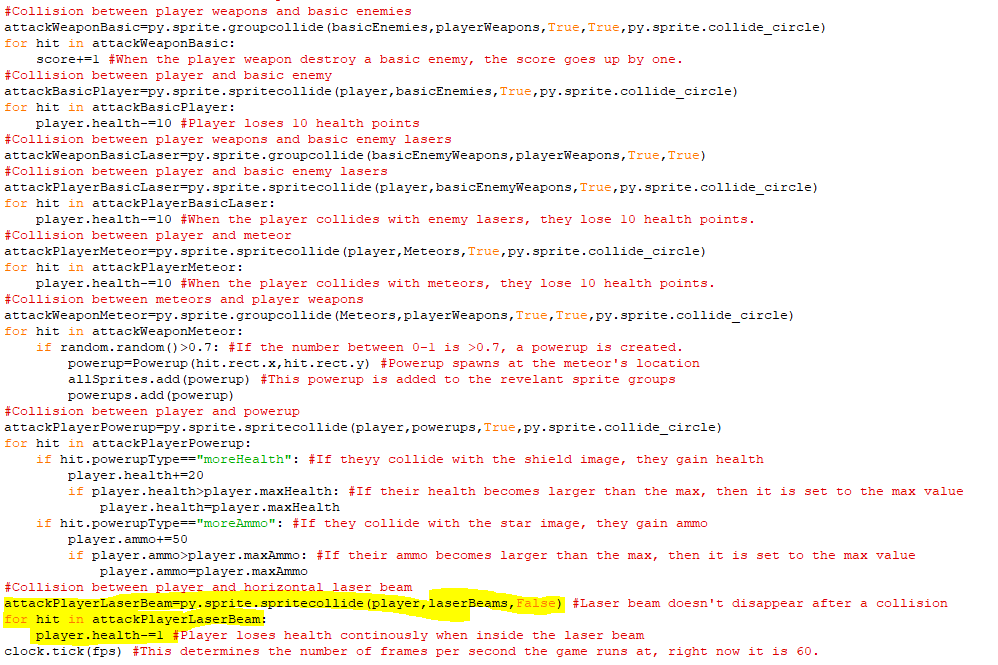 #Collision between player weapons and basic enemies
attackWeaponBasic=py.sprite.groupcollide(basicEnemies,playerWeapons,True,True,py.sprite.collide_circle)
for hit in attackWeaponBasic:
    score+=1 #When the player weapon destroy a basic enemy, the score goes up by one.
#Collision between player and basic enemy
attackBasicPlayer=py.sprite.spritecollide(player,basicEnemies,True,py.sprite.collide_circle)
for hit in attackBasicPlayer:
    player.health-=10 #Player loses 10 health points
#Collision between player weapons and basic enemy lasers
attackWeaponBasicLaser=py.sprite.groupcollide(basicEnemyWeapons,playerWeapons,True,True)
#Collision between player and basic enemy lasers
attackPlayerBasicLaser=py.sprite.spritecollide(player,basicEnemyWeapons,True,py.sprite.collide_circle)
for hit in attackPlayerBasicLaser:
    player.health-=10 #When the player collides with enemy lasers, they lose 10 health points.
#Collision between player and meteor
attackPlayerMeteor=py.sprite.spritecollide(player,Meteors,True,py.sprite.collide_circle)
for hit in attackPlayerMeteor:
    player.health-=10 #When the player collides with meteors, they lose 10 health points.
#Collision between meteors and player weapons
attackWeaponMeteor=py.sprite.groupcollide(Meteors,playerWeapons,True,True,py.sprite.collide_circle)
for hit in attackWeaponMeteor:
    if random.random()>0.7: #If the number between 0-1 is >0.7, a powerup is created.
        powerup=Powerup(hit.rect.x,hit.rect.y) #Powerup spawns at the meteor's location
        allSprites.add(powerup) #This powerup is added to the revelant sprite groups
        powerups.add(powerup)
#Collision between player and powerup
attackPlayerPowerup=py.sprite.spritecollide(player,powerups,True,py.sprite.collide_circle)
for hit in attackPlayerPowerup:
    if hit.powerupType=="moreHealth": #If theyy collide with the shield image, they gain health
        player.health+=20
        if player.health>player.maxHealth: #If their health becomes larger than the max, then it is set to the max value
            player.health=player.maxHealth
    if hit.powerupType=="moreAmmo": #If they collide with the star image, they gain ammo
        player.ammo+=50
        if player.ammo>player.maxAmmo: #If their ammo becomes larger than the max, then it is set to the max value
            player.ammo=player.maxAmmo
#Collision between player and horizontal laser beam
attackPlayerLaserBeam=py.sprite.spritecollide(player,laserBeams,False) #Laser beam doesn't disappear after a collision
for hit in attackPlayerLaserBeam:
    player.health-=1 #Player loses health continously when inside the laser beam
clock.tick(fps) #This determines the number of frames per second the game runs at, right now it is 60.